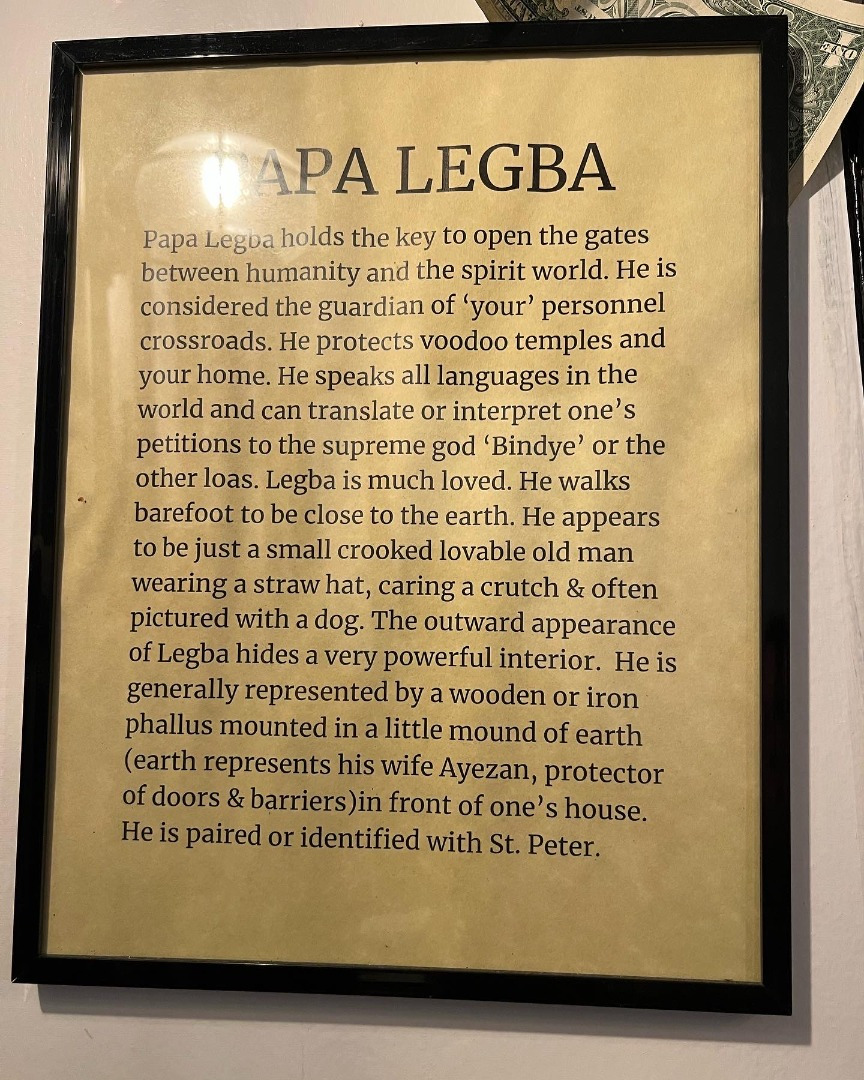 PAPA LEGBA
Papa Legba holds the key to open the gates
between humanity and the spirit world. He is
considered the guardian of ‘your’ personnel
crossroads. He protects voodoo temples and
your home. He speaks all languages in the
world and can translate or interpret one’s
petitions to the supreme god ‘Bindye’ or the
other loas. Legba is much loved. He walks
barefoot to be close to the earth. He appears
to be just a small crooked lovable old man
wearing a straw hat, caring a crutch & often
pictured with a dog. The outward appearance
of Legba hides a very powerful interior.  He is
generally represented by a wooden or iron
phallus mounted in a little mound of earth
(earth represents his wife Ayezan, protector
of doors & barriers)in front of one’s house.
He is paired or identified with St. Peter.